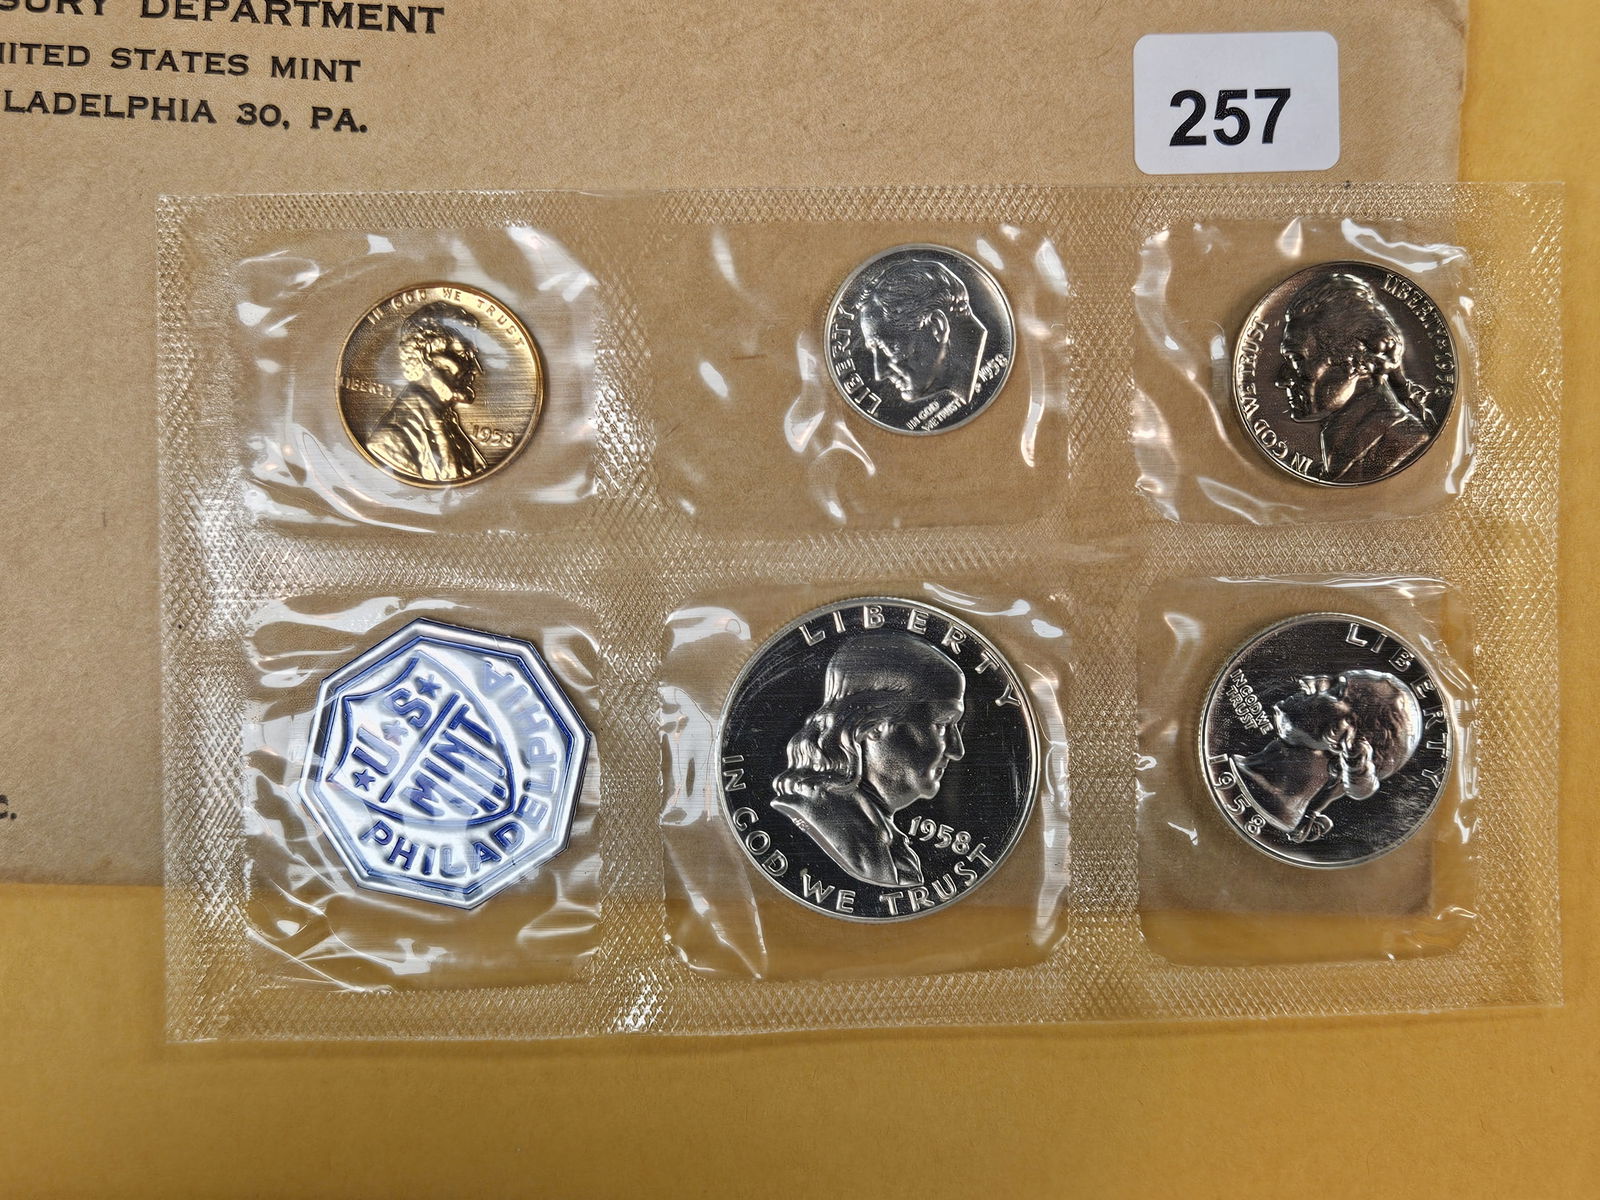 SURY DEPARTMENT
ITED STATES MINT
LADELPHIA 30, PA.
257
IN GOD WE TRUST
LIBERTY
1958
LIBERTY
IN GOD
WE TRUST
1958
IN GOD WE TRUST
LIBERTY 1958
U.S
MINT
PHILADELPHIA
LIBERTY
IN GOD WE TRUST
1958
LIBERTY
IN GOD WE
TRUST
1958
C.